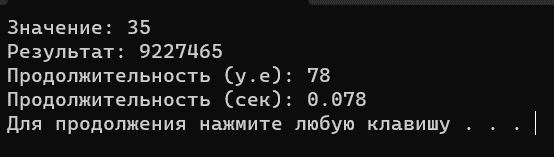 Значение: 35
Результат: 9227465
Продолжительность (у.е): 78
Продолжительность (сек): 0.078
Для продолжения нажмите любую клавишу . . .